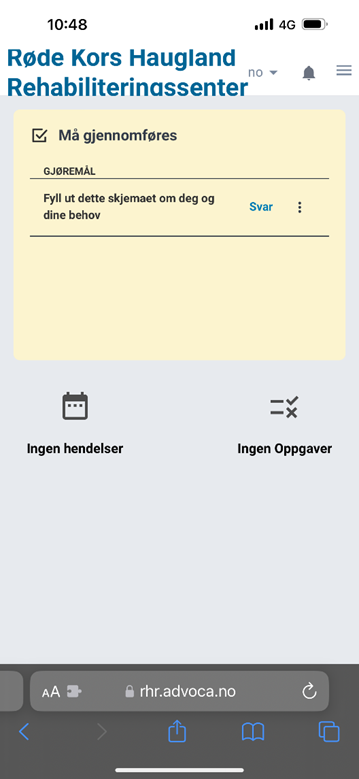 10:48
4G
Røde Kors Haugland
Rehabiliteringssenter
no
Må gjennomføres
GJØREMÅL
Fyll ut dette skjemaet om deg og
dine behov
Svar
Ingen hendelser
Ingen Oppgaver
AA
rhr.advoca.no